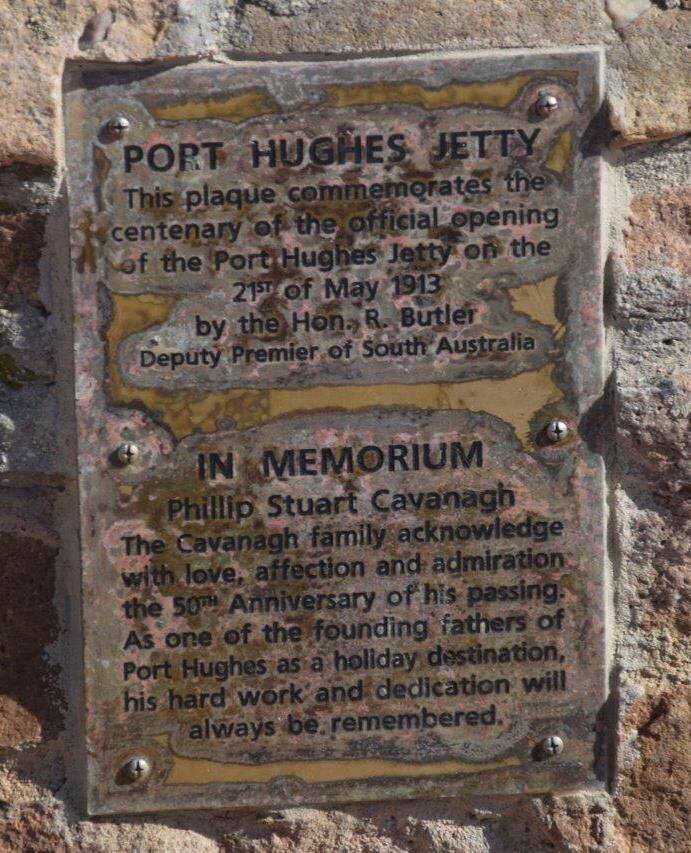 PORT HUGHES JETTY
This plaque commemorates the
centenary of the official opening
of the Port Hughes Jetty on the
21ST of May 1913
by the Hon. R. Butler
Deputy Premier of South Australia
IN MEMORIUM
Phillip Stuart Cavanagh
The Cavanagh family acknowledge
with love, affection and admiration
the 50TH Anniversary of his passing.
As one of the founding fathers of
Port Hughes as a holiday destination,
his hard work and dedication will
always be remembered.